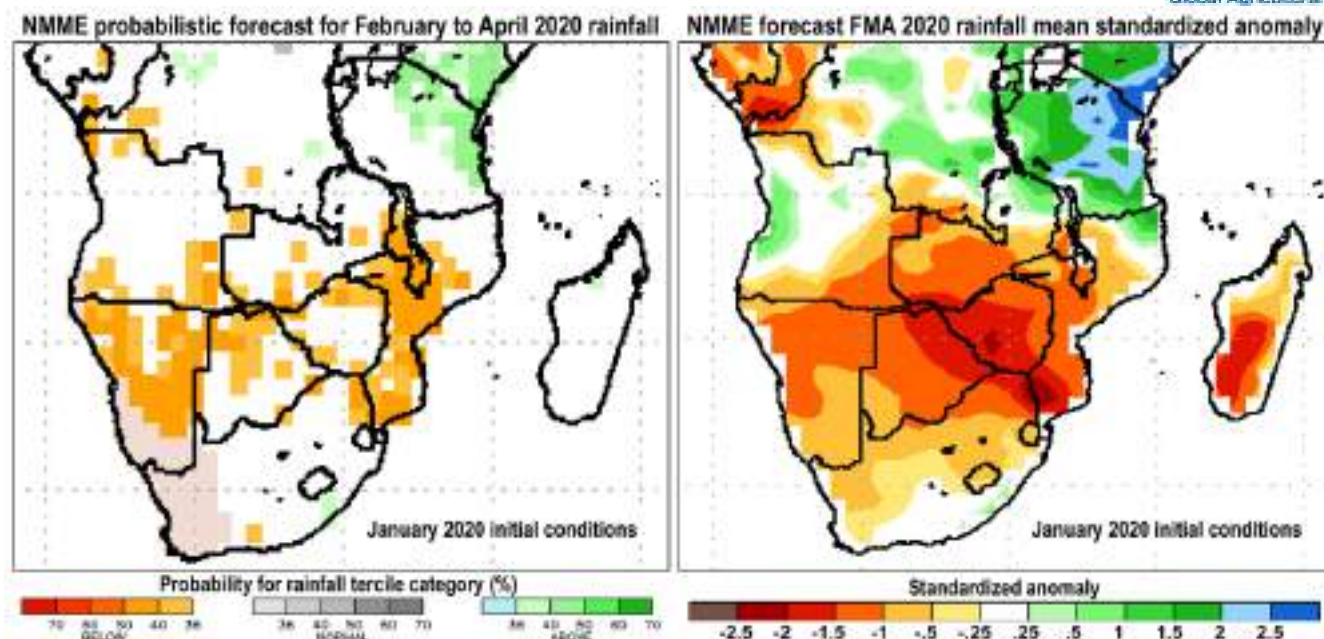 NMME probabilistic forecast for February to April 2020 rainfall
January 2020 initial conditions
Probability for rainfall tercile category (%)
70 60 50 40 36
BELOW
36 40 50 60 70
NORMAL
36 40 50 60 70
ABOVE
NMME forecast FMA 2020 rainfall mean standardized anomaly
January 2020 initial conditions
Standardized anomaly
-2.5 -2 -1.5 -1 -.5 -.25 .25 .5 1 1.5 2 2.5